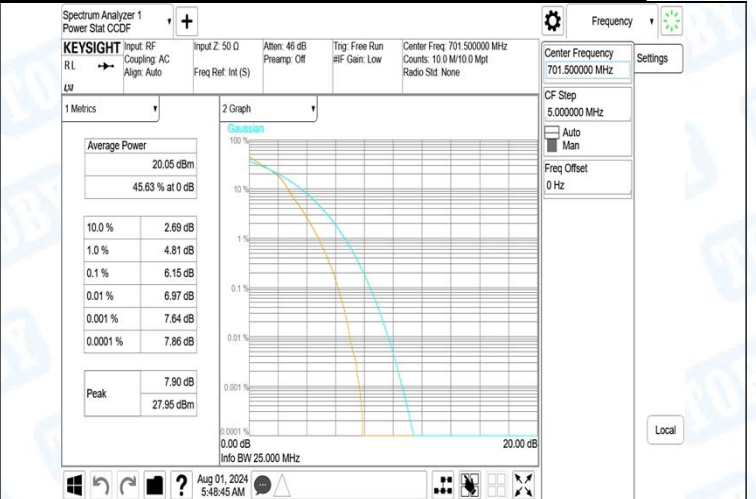 Spectrum Analyzer 1
Power Stat CCDF
Frequency
KEYSIGHT
RL
Input: RF
Coupling: AC
Align: Auto
Input Z: 50 Ω
Freq Ref: Int (S)
Atten: 46 dB
Preamp: Off
Trig: Free Run
#IF Gain: Low
Center Freq: 701.500000 MHz
Counts: 10.0 M/10.0 Mpt
Radio Std: None
Center Frequency
701.500000 MHz
Settings
CF Step
5.000000 MHz
Auto
Man
Freq Offset
0 Hz
1 Metrics
Average Power
20.05 dBm
45.63 % at 0 dB
10.0 % 2.69 dB
1.0 % 4.81 dB
0.1 % 6.15 dB
0.01 % 6.97 dB
0.001 % 7.64 dB
0.0001 % 7.86 dB
Peak 7.90 dB
27.95 dBm
2 Graph
Gaussian
100 %
10 %
1 %
0.1 %
0.01 %
0.001 %
0.0001 %
0.00 dB 20.00 dB
Info BW 25.000 MHz
Local
Aug 01, 2024
5:48:45 AM